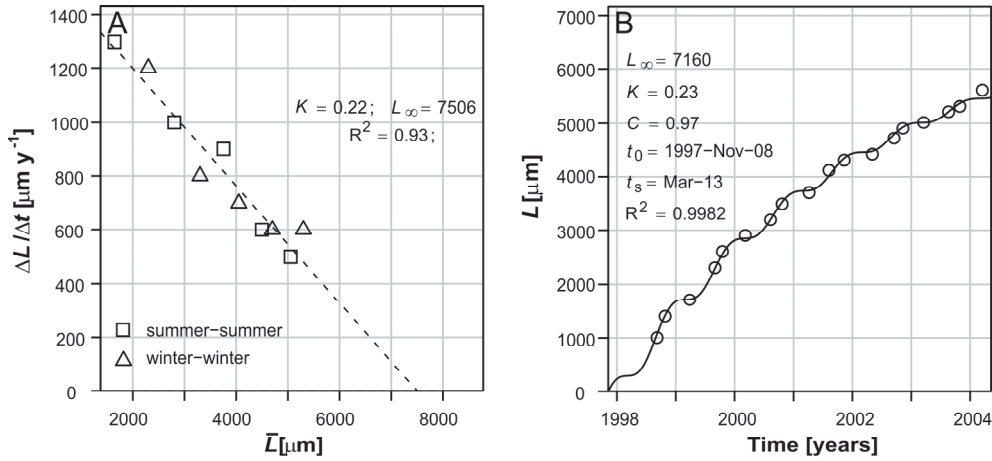 A
1400
1200
1000
800
600
400
200
0
ΔL/Δt [μm y⁻¹]
K = 0.22; L∞ = 7506
R² = 0.93;
summer−summer
winter−winter
2000 4000 6000 8000
L̅[μm]
B
7000
6000
5000
4000
3000
2000
1000
0
L[μm]
L∞ = 7160
K = 0.23
C = 0.97
t₀ = 1997−Nov−08
tₛ = Mar−13
R² = 0.9982
1998 2000 2002 2004
Time [years]